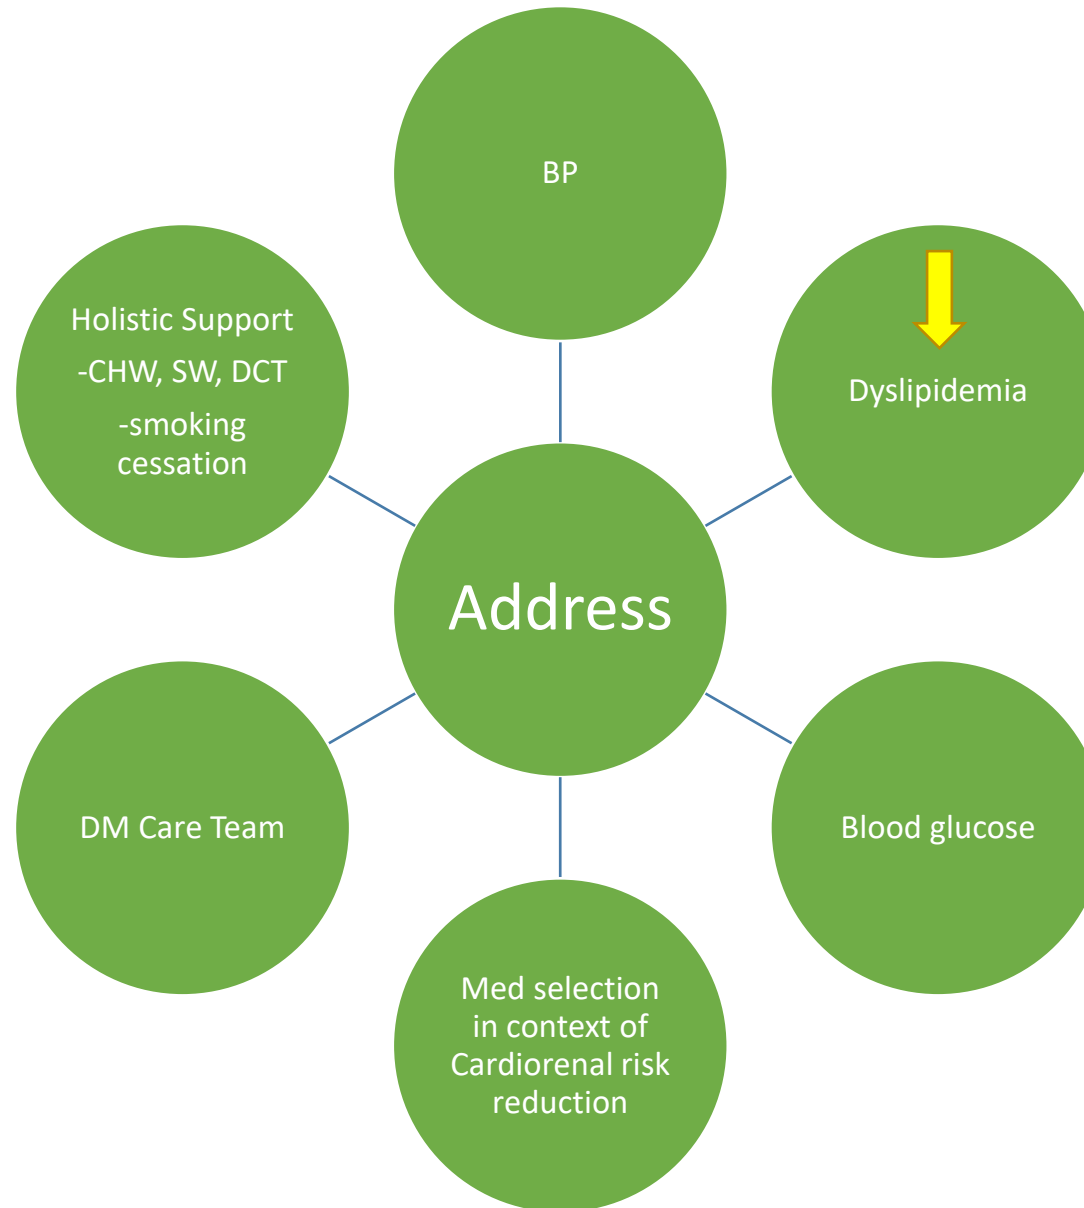 BP
Holistic Support
-CHW, SW, DCT
-smoking
cessation
Dyslipidemia
Address
DM Care Team
Blood glucose
Med selection
in context of
Cardiorenal risk
reduction